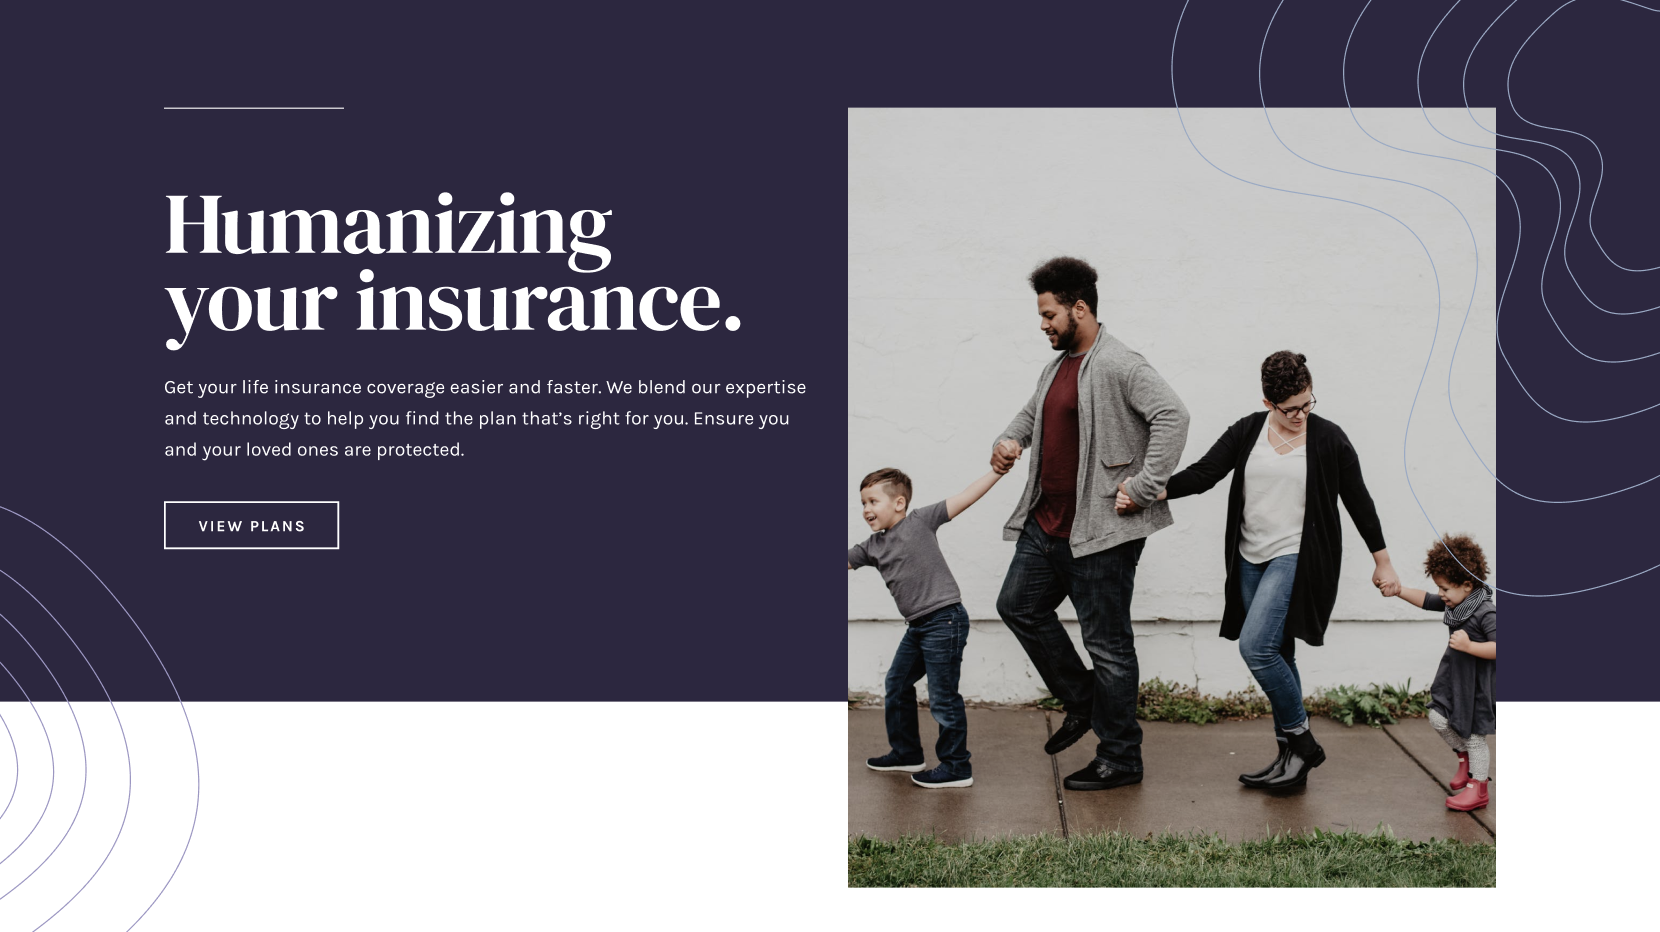 Humanizing
your insurance.
Get your life insurance coverage easier and faster. We blend our expertise
and technology to help you find the plan that’s right for you. Ensure you
and your loved ones are protected.
VIEW PLANS